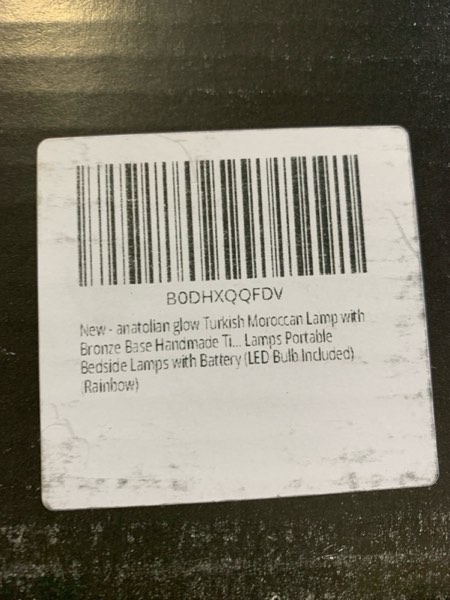 B0DHXQQFDV
New - anatolian glow Turkish Moroccan Lamp with
Bronze Base Handmade Ti... Lamps Portable
Bedside Lamps with Battery (LED Bulb Included)
(Rainbow)